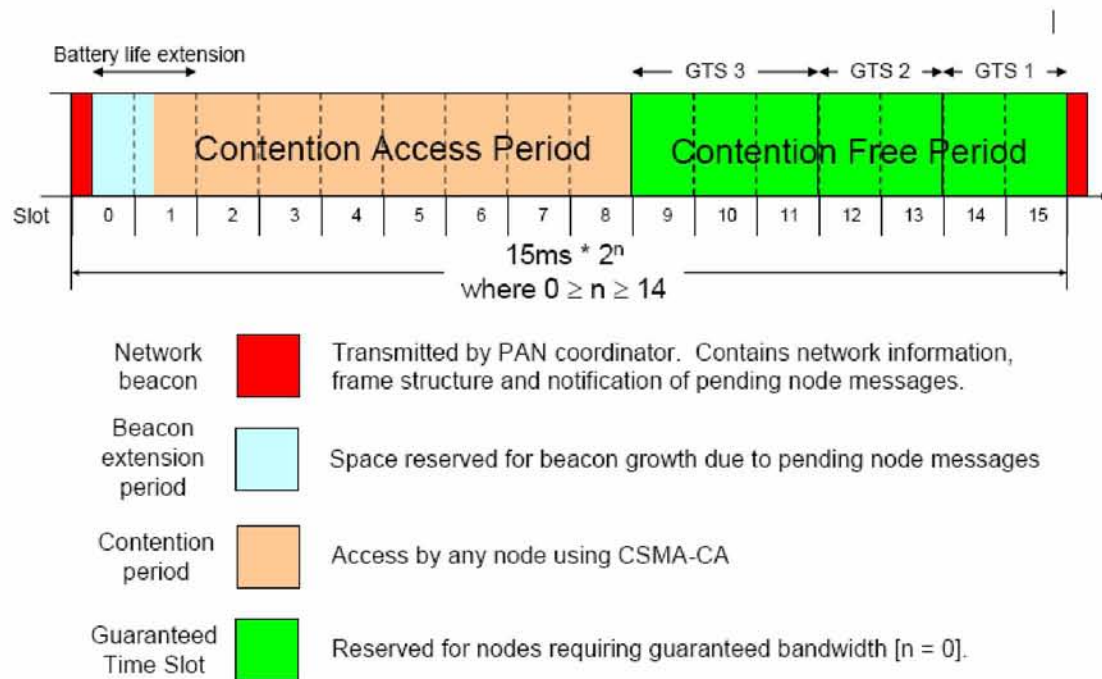 Battery life extension
GTS 3
GTS 2
GTS 1
Contention Access Period
Contention Free Period
Slot
0
1
2
3
4
5
6
7
8
9
10
11
12
13
14
15
15ms * 2ⁿ
where 0 ≥ n ≥ 14
Network
beacon
Transmitted by PAN coordinator. Contains network information,
frame structure and notification of pending node messages.
Beacon
extension
period
Space reserved for beacon growth due to pending node messages
Contention
period
Access by any node using CSMA-CA
Guaranteed
Time Slot
Reserved for nodes requiring guaranteed bandwidth [n = 0].